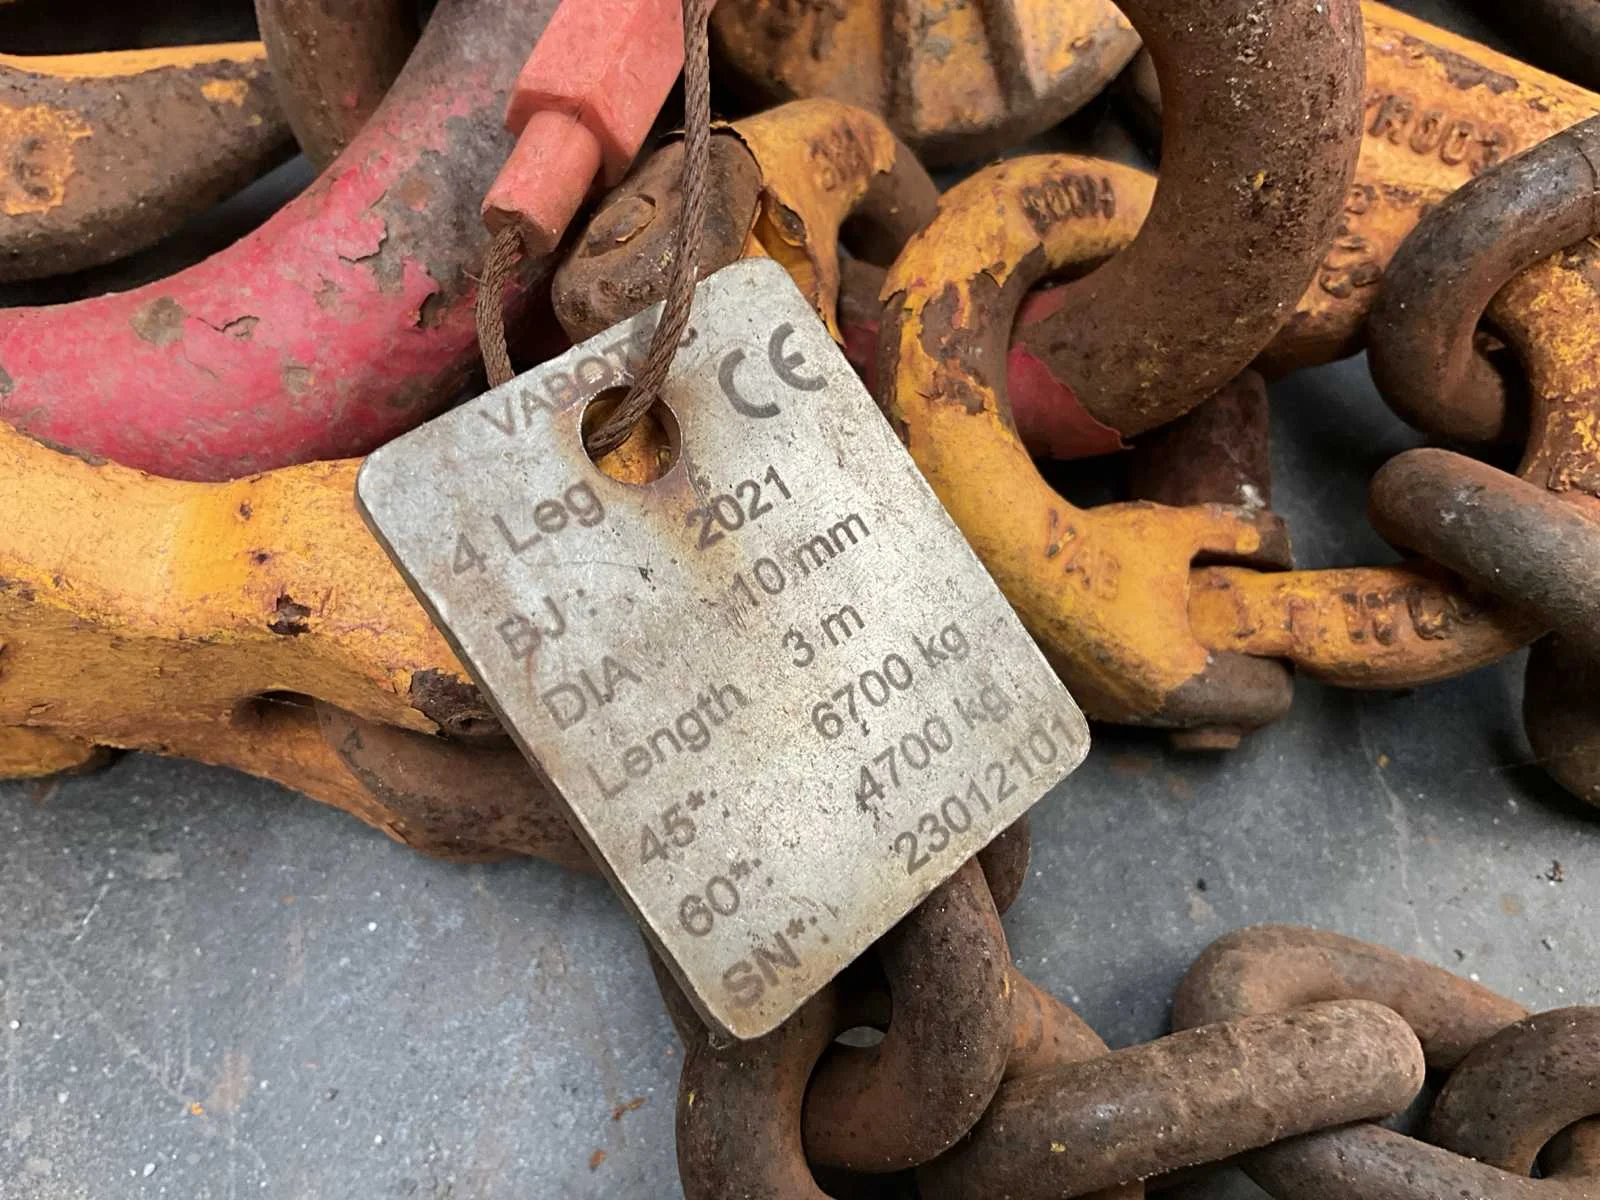 VABOTEC
CE
4 Leg
BJ : 2021
DIA : 10 mm
Length 3 m
45*: 6700 kg
60*: 4700 kg
SN*: 23012101
VAB